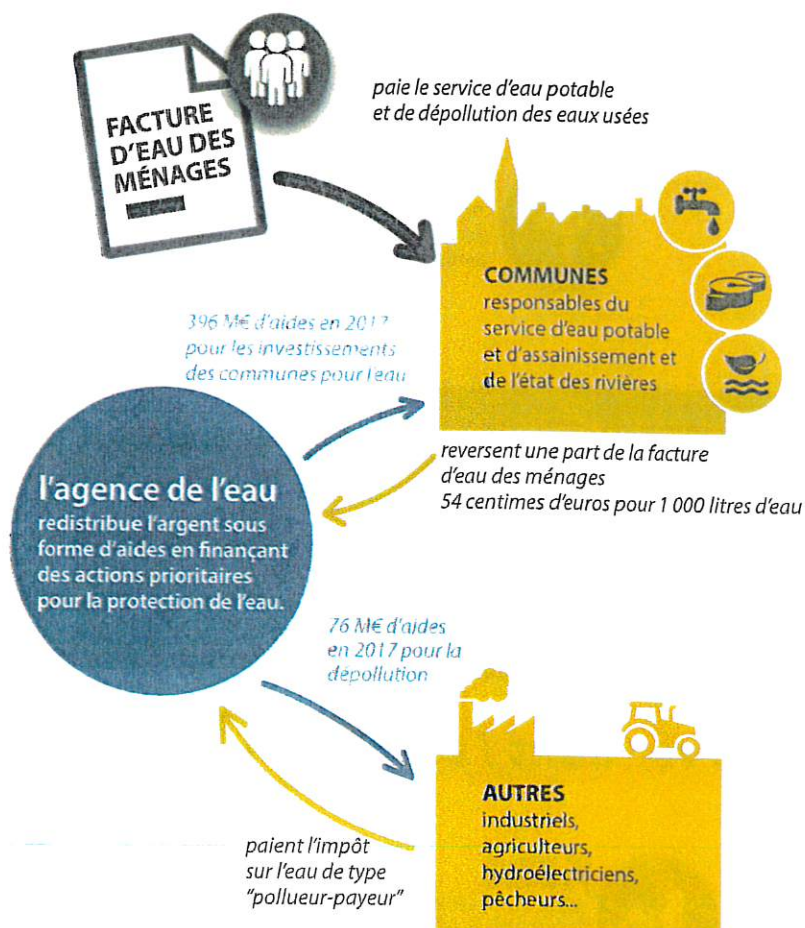 FACTURE
D'EAU DES
MÉNAGES
paie le service d'eau potable
et de dépollution des eaux usées
COMMUNES
responsables du
service d'eau potable
et d'assainissement et
de l'état des rivières
396 M€ d'aides en 2017
pour les investissements
des communes pour l'eau
reversent une part de la facture
d'eau des ménages
54 centimes d'euros pour 1 000 litres d'eau
l'agence de l'eau
redistribue l'argent sous
forme d'aides en finançant
des actions prioritaires
pour la protection de l'eau.
76 M€ d'aides
en 2017 pour la
dépollution
paient l'impôt
sur l'eau de type
"pollueur-payeur"
AUTRES
industriels,
agriculteurs,
hydroélectriciens,
pêcheurs...